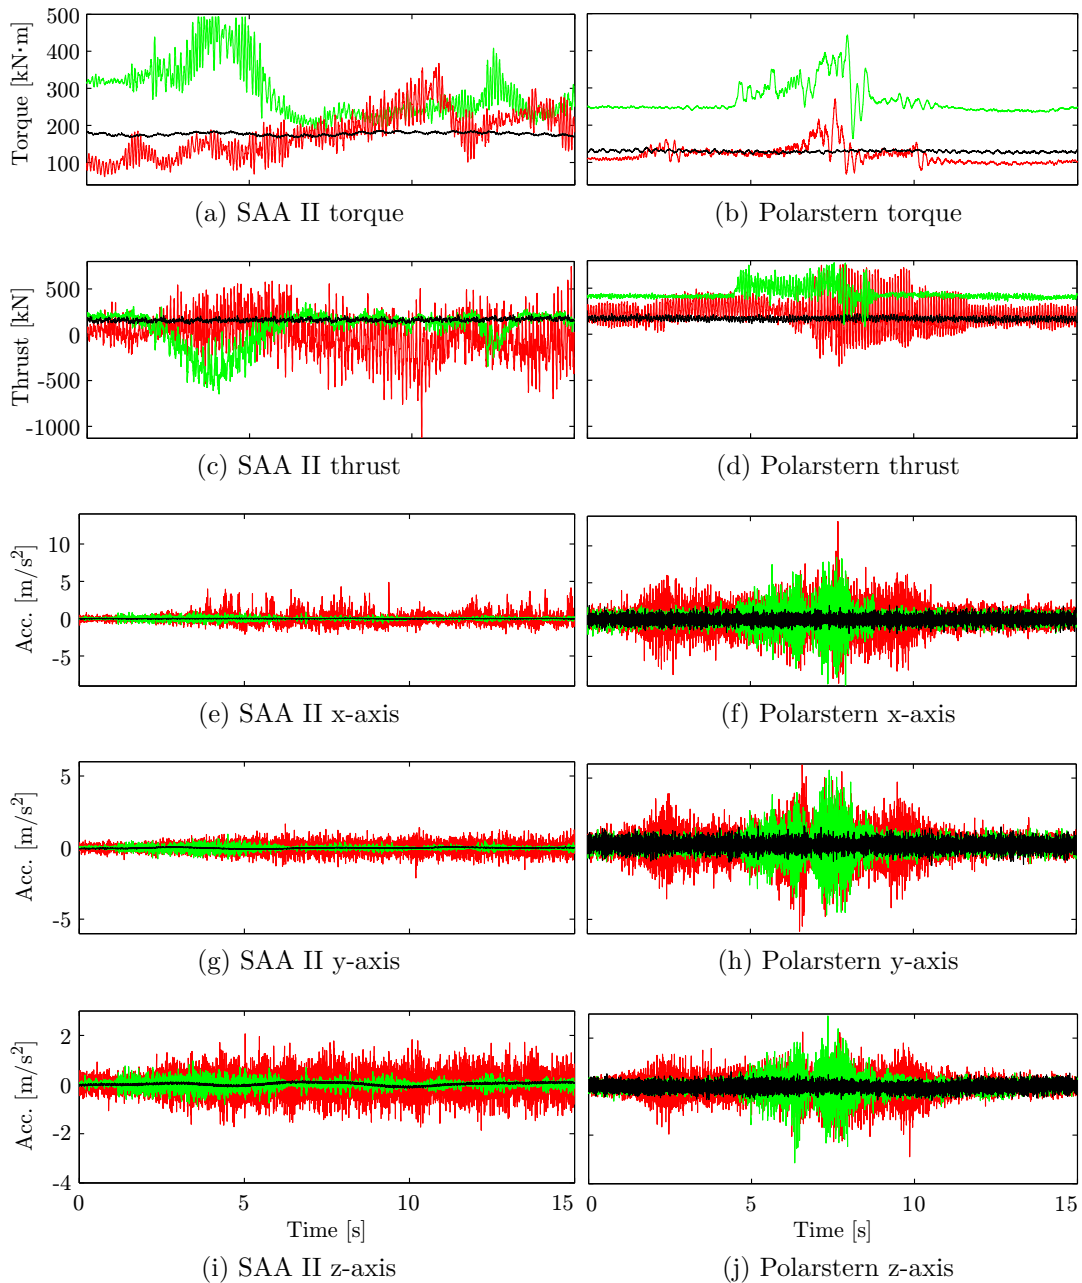 500
400
300
200
100
Torque [kN·m]
(a) SAA II torque
(b) Polarstern torque
500
0
-500
-1000
Thrust [kN]
(c) SAA II thrust
(d) Polarstern thrust
10
5
0
-5
Acc. [m/s²]
(e) SAA II x-axis
(f) Polarstern x-axis
5
0
-5
Acc. [m/s²]
(g) SAA II y-axis
(h) Polarstern y-axis
2
0
-2
-4
Acc. [m/s²]
0 5 10 15
0 5 10 15
Time [s]
Time [s]
(i) SAA II z-axis
(j) Polarstern z-axis